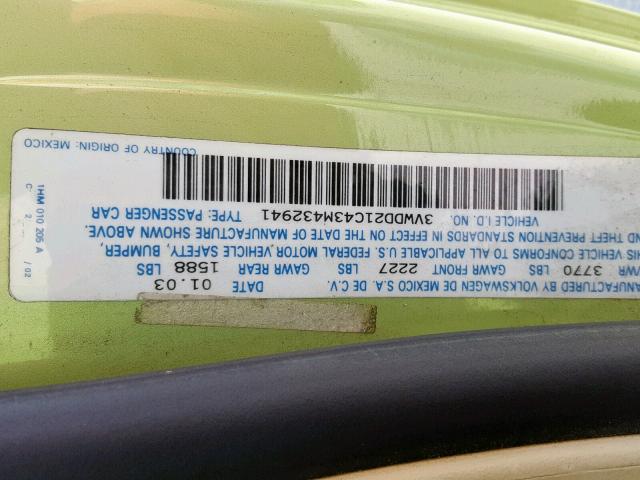 MANUFACTURED BY VOLKSWAGEN DE MEXICO S.A. DE C.V. DATE 01.03
GVWR 3770 LBS GAWR FRONT 2227 LBS GAWR REAR 1588 LBS
THIS VEHICLE CONFORMS TO ALL APPLICABLE U.S. FEDERAL MOTOR VEHICLE SAFETY, BUMPER,
AND THEFT PREVENTION STANDARDS IN EFFECT ON THE DATE OF MANUFACTURE SHOWN ABOVE.
VEHICLE I.D. NO. 3VWDD21C43M432941 TYPE: PASSENGER CAR
COUNTRY OF ORIGIN: MEXICO
1HM 010 205 A
C 2 / 02